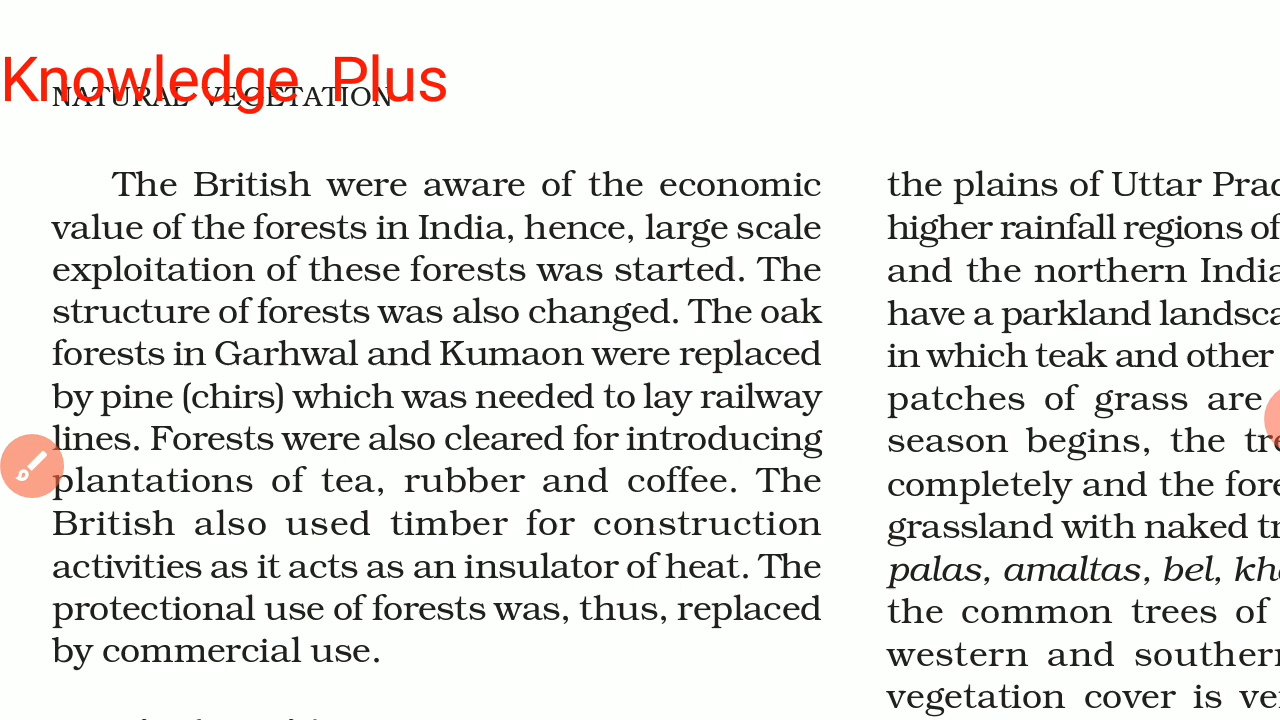 Knowledge Plus
NATURAL VEGETATION
The British were aware of the economic
value of the forests in India, hence, large scale
exploitation of these forests was started. The
structure of forests was also changed. The oak
forests in Garhwal and Kumaon were replaced
by pine (chirs) which was needed to lay railway
lines. Forests were also cleared for introducing
plantations of tea, rubber and coffee. The
British also used timber for construction
activities as it acts as an insulator of heat. The
protectional use of forests was, thus, replaced
by commercial use.
the plains of Uttar
higher rainfall regions of
and the northern
have a parkland
in which teak and other
patches of grass are
season begins, the
completely and the
grassland with naked
palas, amaltas, bel,
the common trees of
western and
vegetation cover is